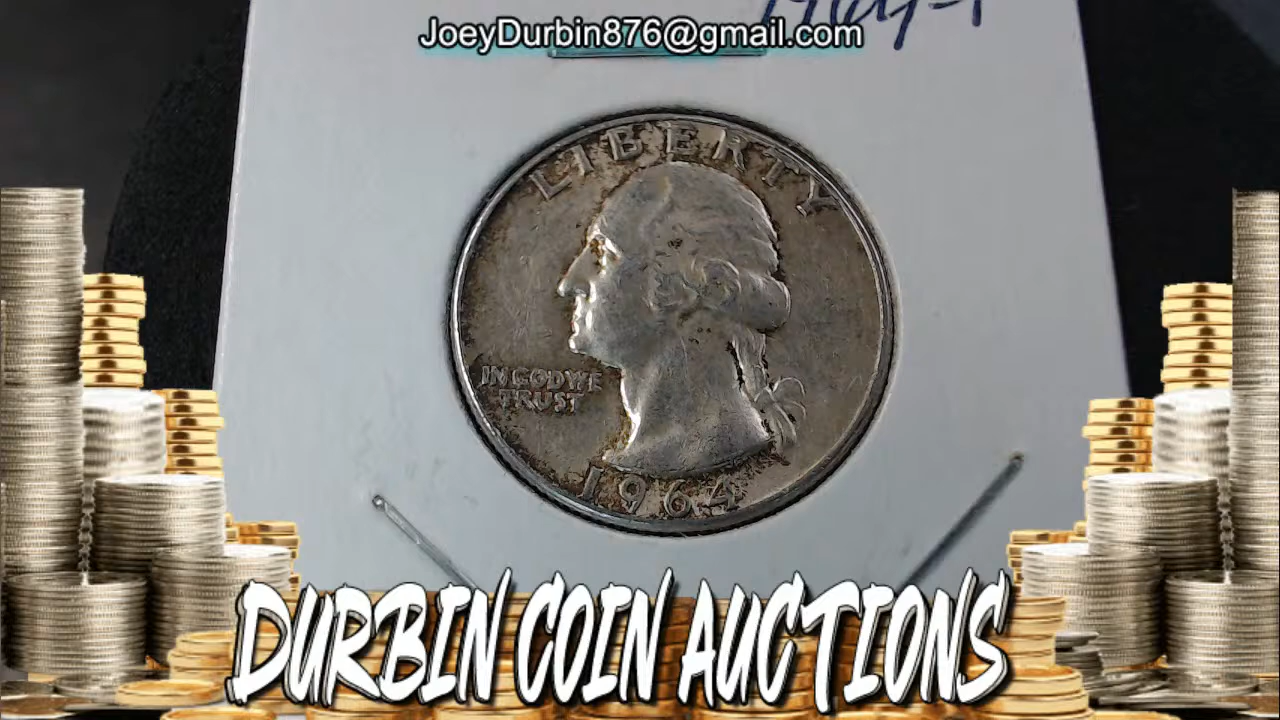 JoeyDurbin876@gmail.com
LIBERTY
IN GOD WE
TRUST
1964
DURBIN COIN AUCTIONS